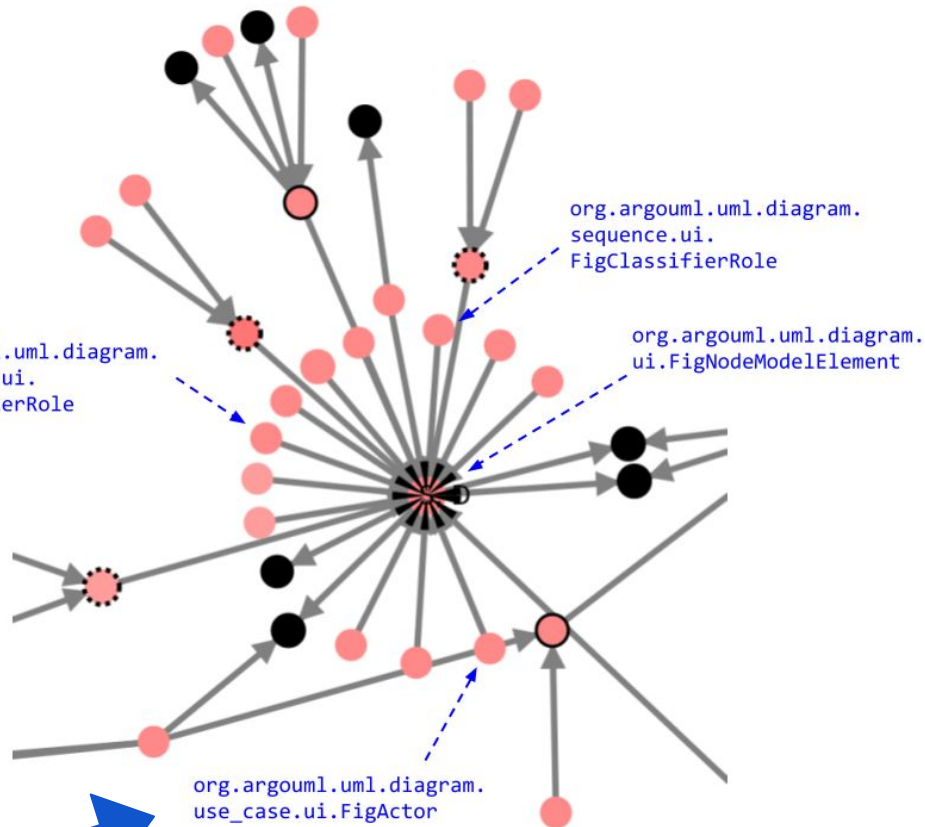 org.argouml.uml.diagram.
sequence.ui.
FigClassifierRole
org.argouml.uml.diagram.
ui.FigNodeModelElement
.uml.diagram.
ui.
erRole
D
org.argouml.uml.diagram.
use_case.ui.FigActor